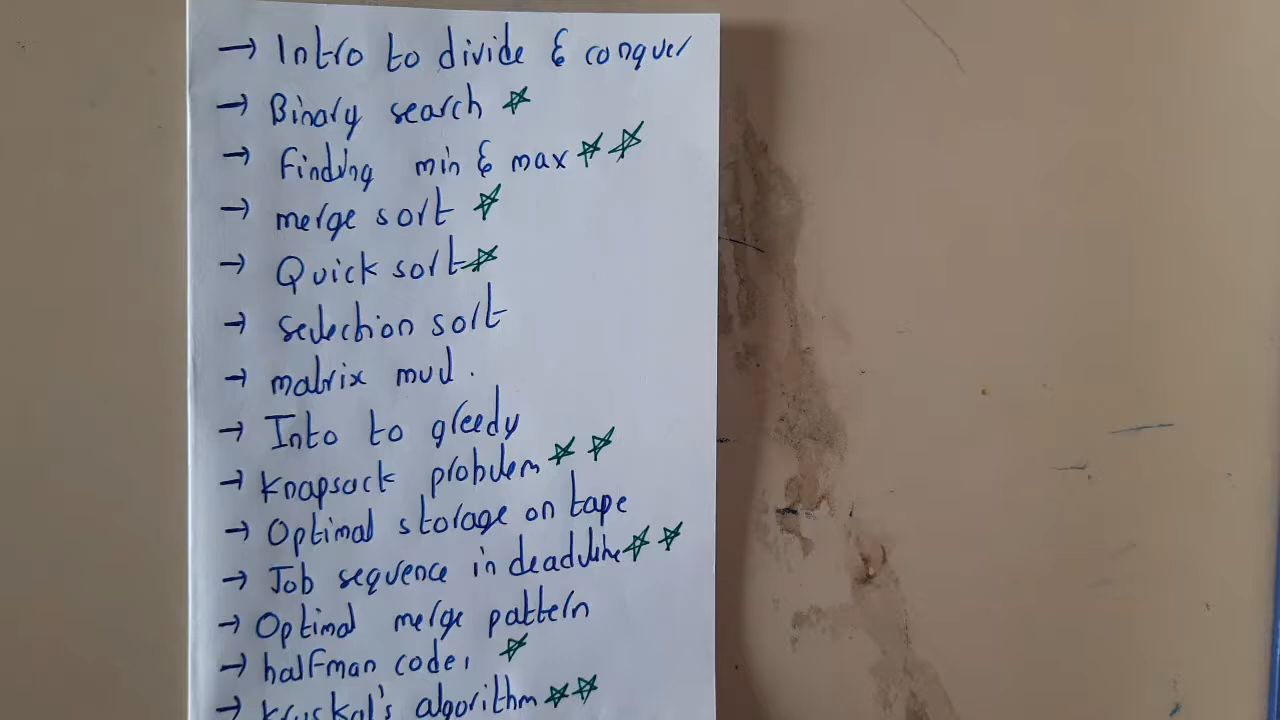 → Intro to divide & conquer
→ Binary search ☆
→ Finding min & max ☆ ☆
→ merge sort ☆
→ Quick sort ☆
→ selection sort
→ matrix mul.
→ Into to greedy
→ Knapsack problem ☆ ☆
→ Optimal storage on tape
→ Job sequence in deadline ☆ ☆
→ Optimal merge pattern
→ halfman code, ☆
→ Kruskal's algorithm ☆ ☆